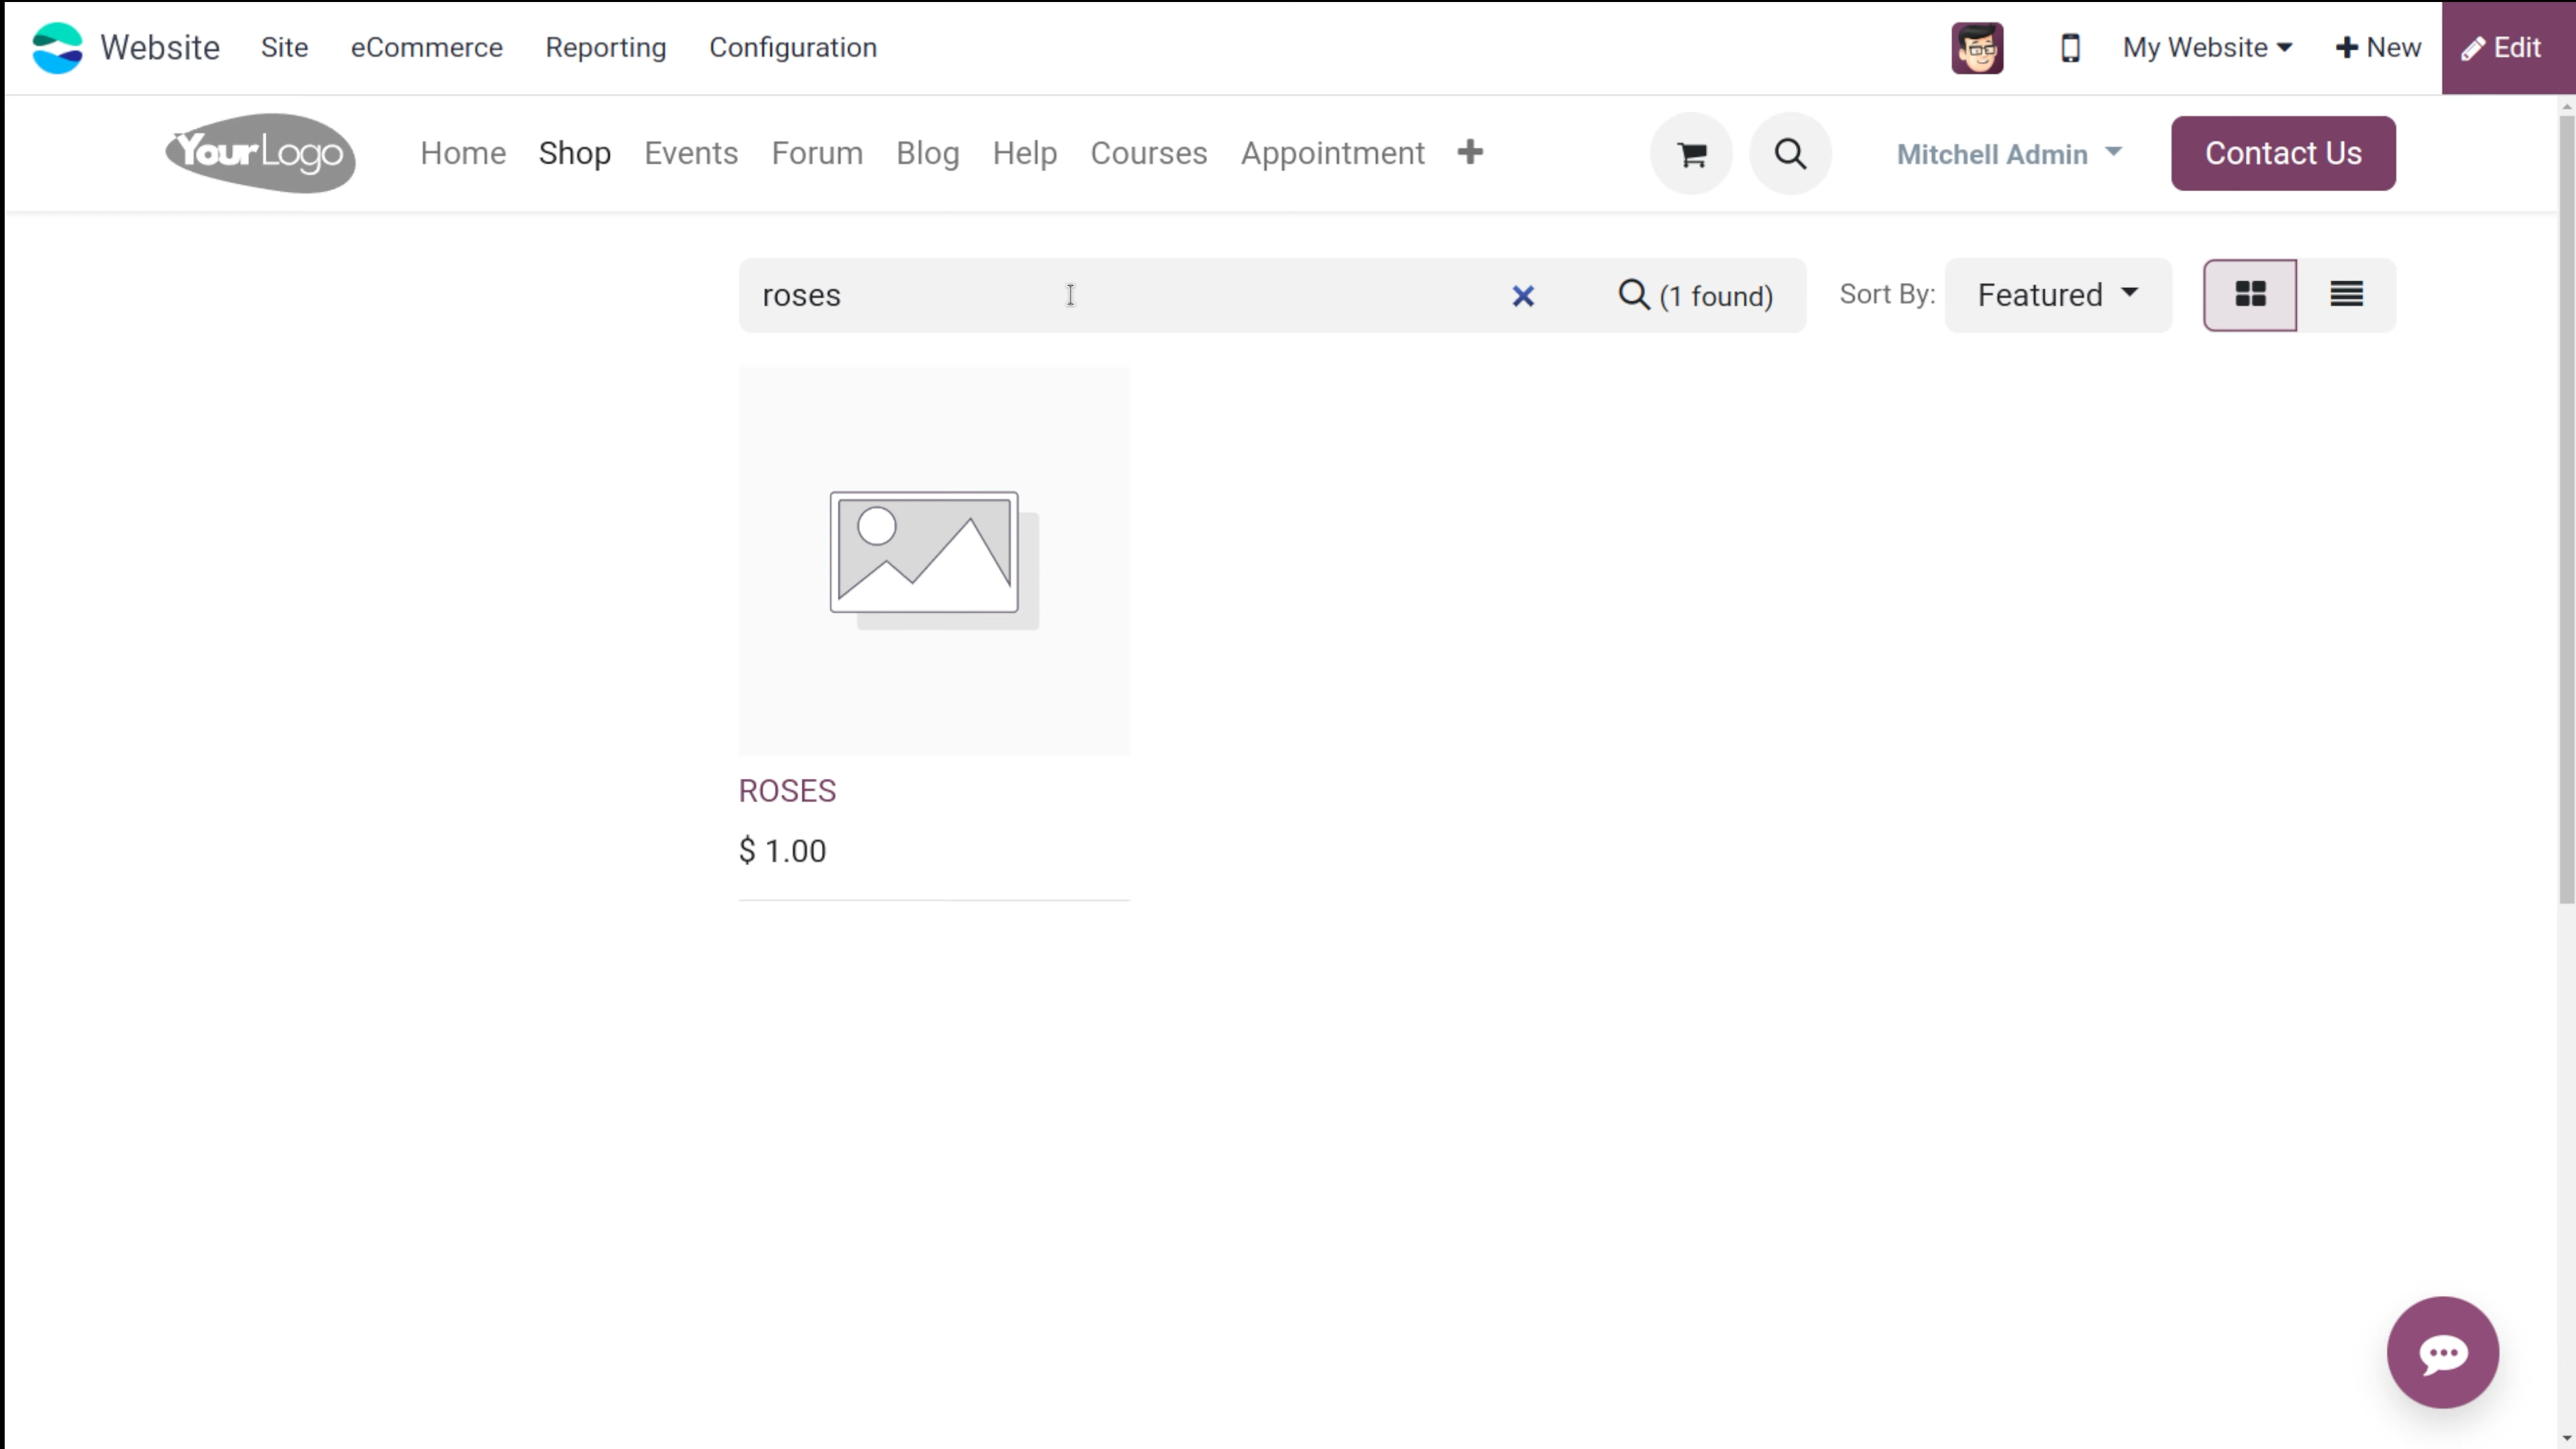 Website Site eCommerce Reporting Configuration My Website New Edit
YourLogo Home Shop Events Forum Blog Help Courses Appointment Mitchell Admin Contact Us
roses (1 found) Sort By: Featured
ROSES
$ 1.00